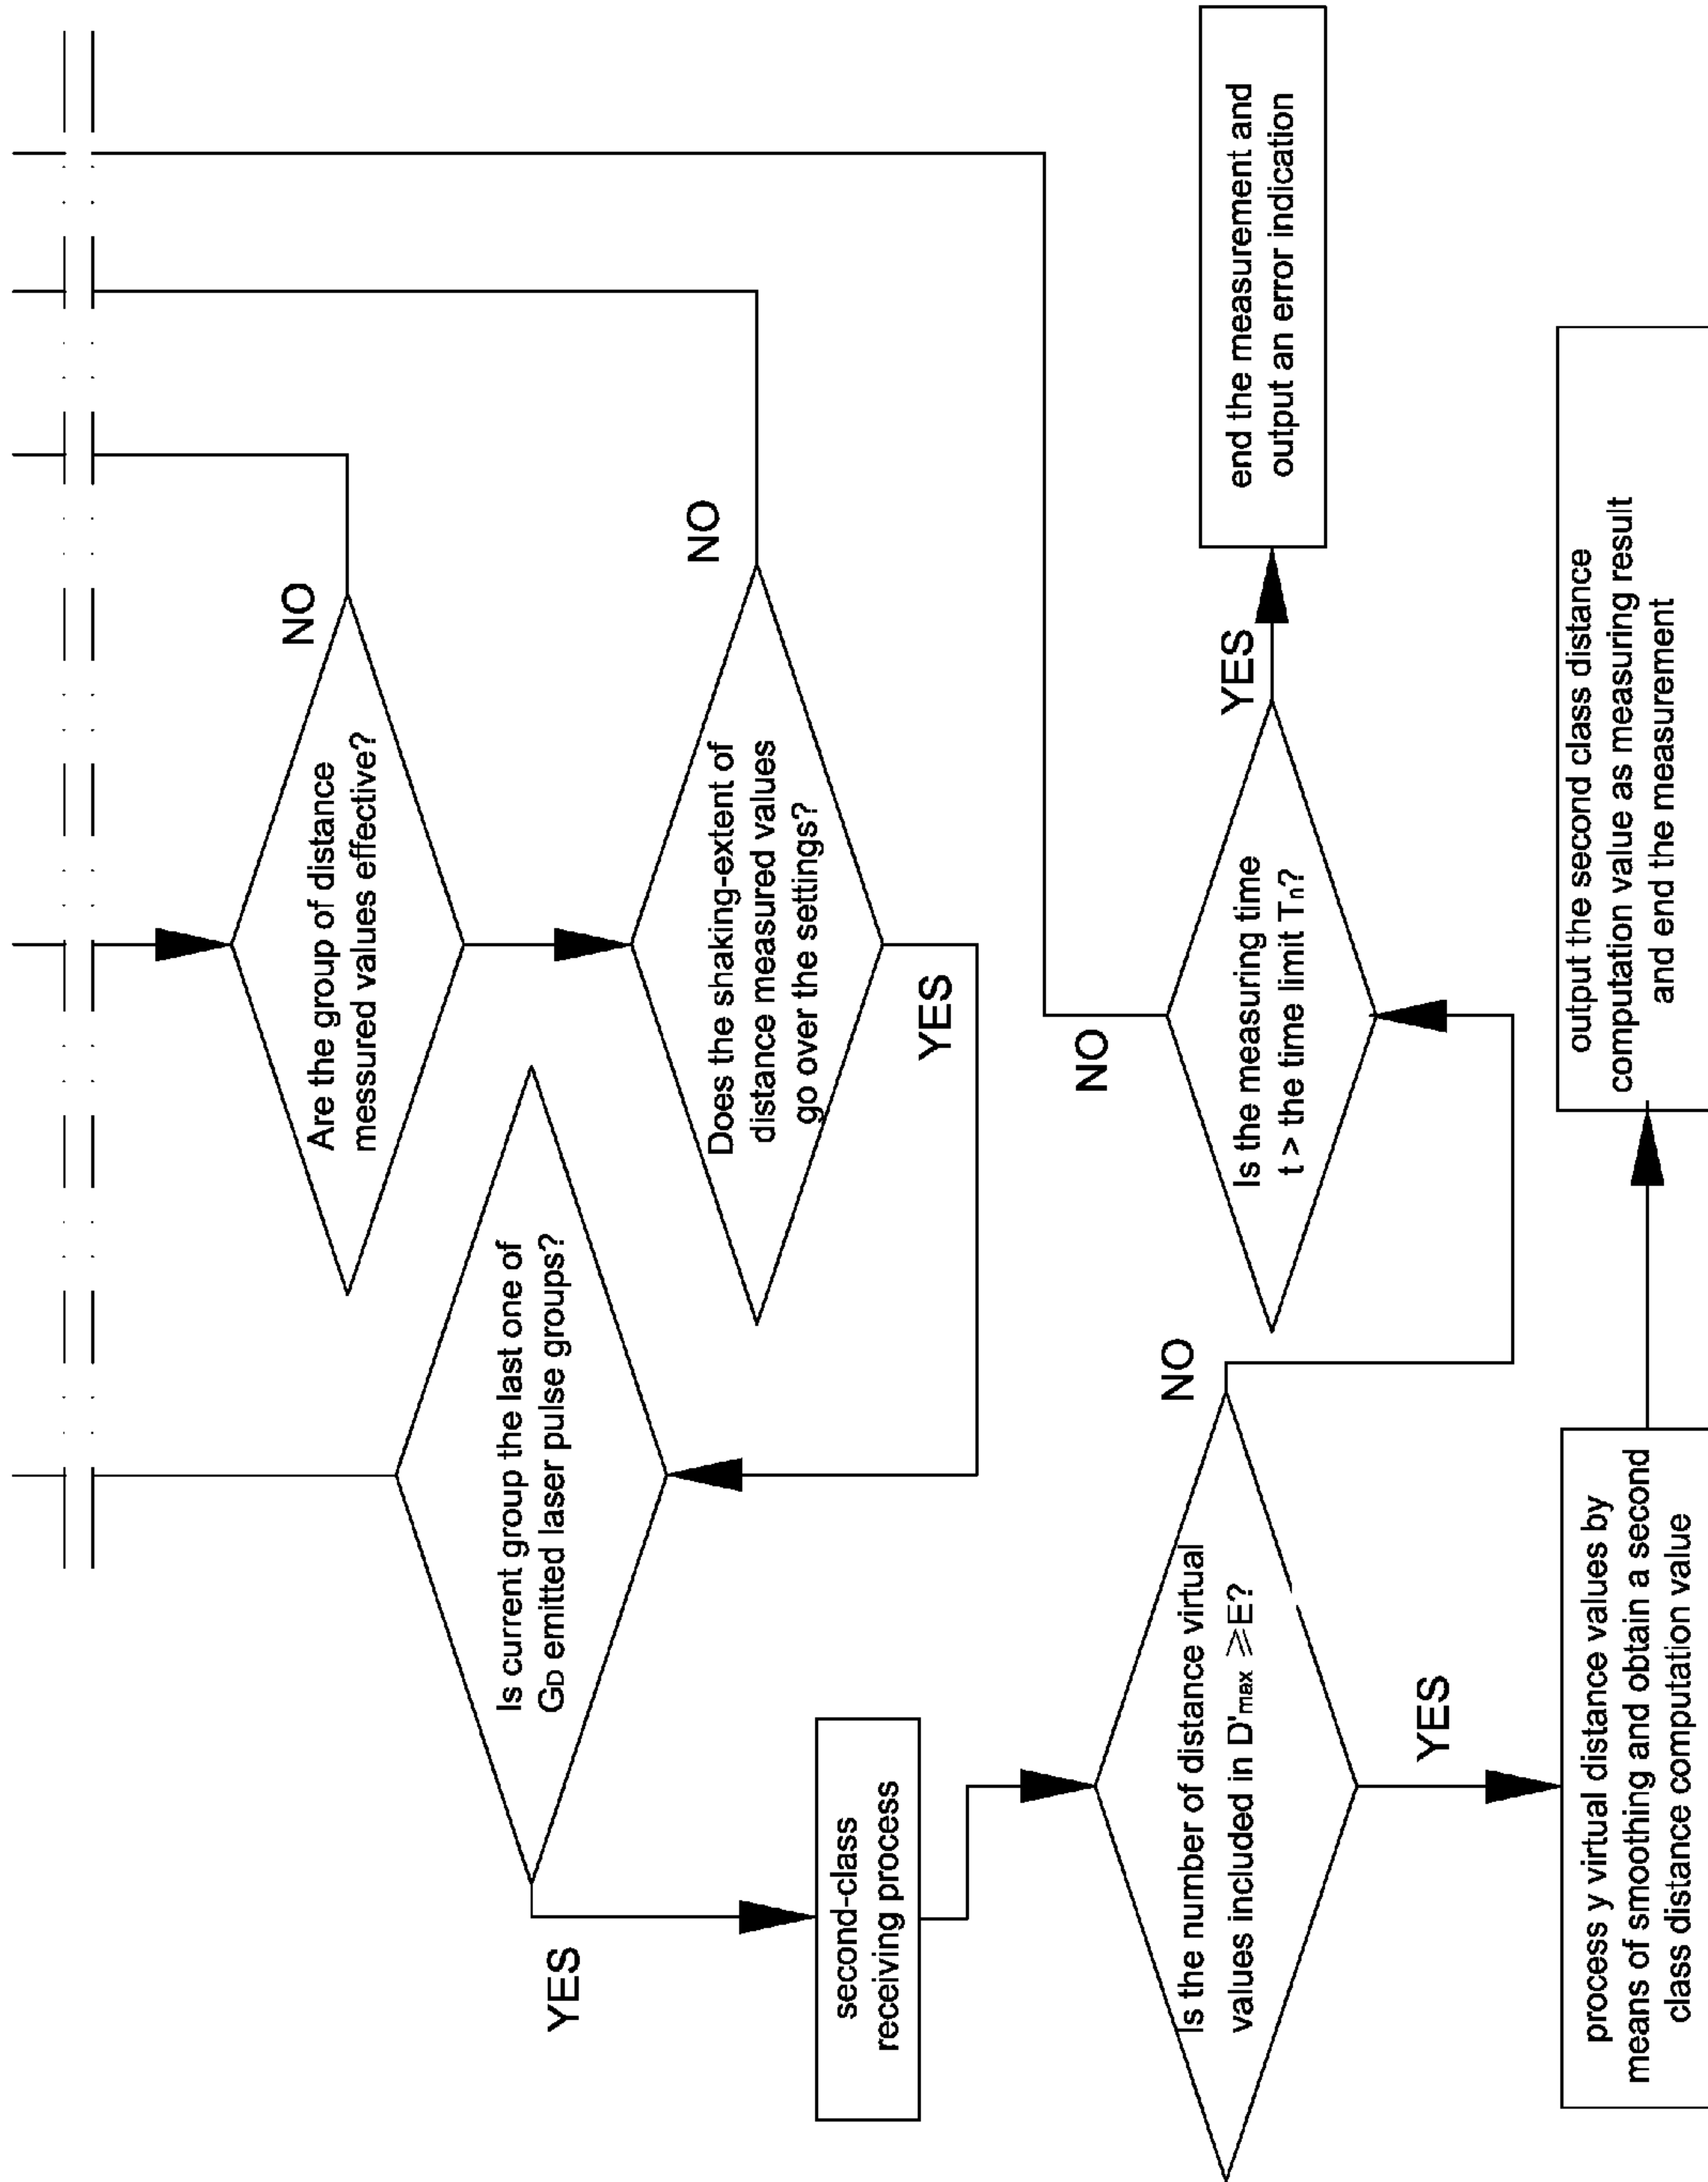 Are the group of distance
messured values effective?
NO
Does the shaking-extent of
distance measured values
go over the settings?
NO
YES
Is current group the last one of
GD emitted laser pulse groups?
YES
second-class
receiving process
Is the number of distance virtual
values included in D'max ≥E?
NO
YES
Is the measuring time
t > the time limit Tn?
NO
YES
end the measurement and
output an error indication
process y virtual distance values by
means of smoothing and obtain a second
class distance computation value
output the second class distance
computation value as measuring result
and end the measurement